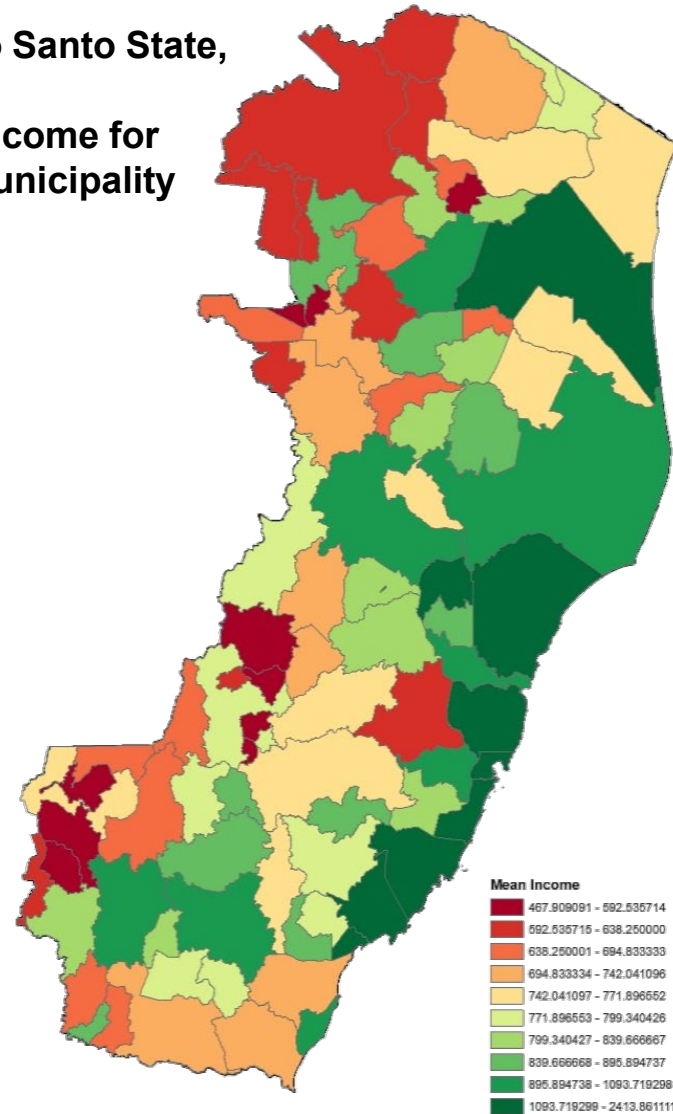 o Santo State,
come for
unicipality
Mean Income
467.909091 - 592.535714
592.535715 - 638.250000
638.250001 - 694.833333
694.833334 - 742.041096
742.041097 - 771.896552
771.896553 - 799.340426
799.340427 - 839.666667
839.666668 - 895.894737
895.894738 - 1093.719298
1093.719299 - 2413.861111